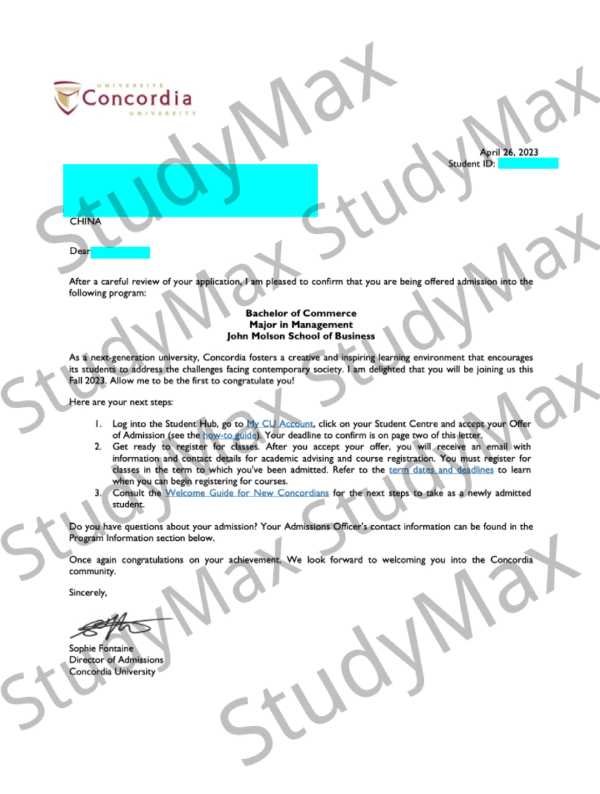 UNIVERSITÉ
Concordia
UNIVERSITY
April 26, 2023
Student ID:
CHINA
Dear
After a careful review of your application, I am pleased to confirm that you are being offered admission into the
following program:
Bachelor of Commerce
Major in Management
John Molson School of Business
As a next-generation university, Concordia fosters a creative and inspiring learning environment that encourages
its students to address the challenges facing contemporary society. I am delighted that you will be joining us this
Fall 2023. Allow me to be the first to congratulate you!
Here are your next steps:
1. Log into the Student Hub, go to My CU Account, click on your Student Centre and accept your Offer
of Admission (see the how-to guide). Your deadline to confirm is on page two of this letter.
2. Get ready to register for classes. After you accept your offer, you will receive an email with
information and contact details for academic advising and course registration. You must register for
classes in the term to which you've been admitted. Refer to the term dates and deadlines to learn
when you can begin registering for courses.
3. Consult the Welcome Guide for New Concordians for the next steps to take as a newly admitted
student.
Do you have questions about your admission? Your Admissions Officer's contact information can be found in the
Program Information section below.
Once again congratulations on your achievement. We look forward to welcoming you into the Concordia
community.
Sincerely,
Sophie Fontaine
Director of Admissions
Concordia University
StudyMax
StudyMax
StudyMax
StudyMax
StudyMax
StudyMax
StudyMax
StudyMax